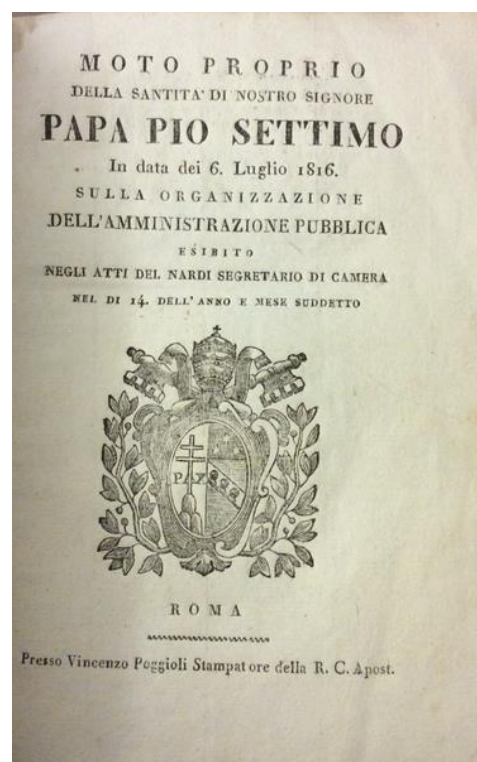 MOTO PROPRIO
DELLA SANTITA' DI NOSTRO SIGNORE
PAPA PIO SETTIMO
In data dei 6. Luglio 1816.
SULLA ORGANIZZAZIONE
DELL'AMMINISTRAZIONE PUBBLICA
ESIBITO
NEGLI ATTI DEL NARDI SEGRETARIO DI CAMERA
NEL DI 14. DELL'ANNO E MESE SUDDETTO
PAX
ROMA
Presso Vincenzo Poggioli Stampatore della R. C. Apost.